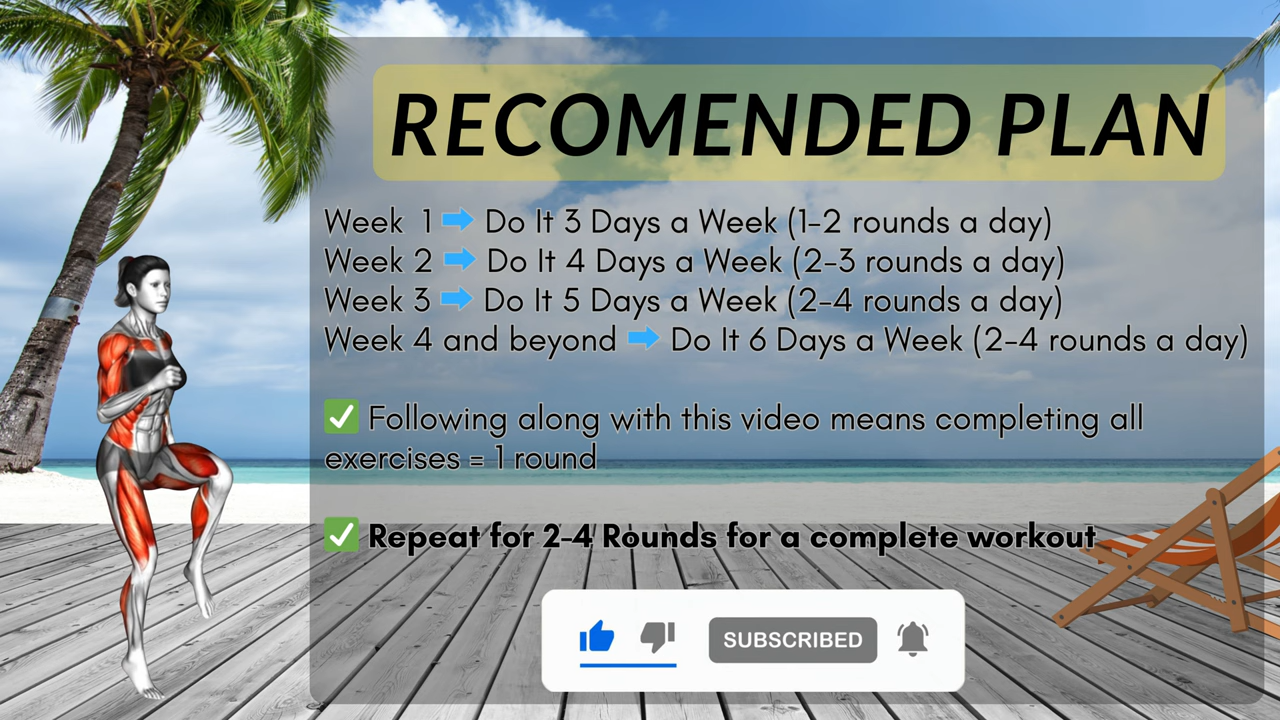 RECOMENDED PLAN
Week 1 ➡ Do It 3 Days a Week (1-2 rounds a day)
Week 2 ➡ Do It 4 Days a Week (2-3 rounds a day)
Week 3 ➡ Do It 5 Days a Week (2-4 rounds a day)
Week 4 and beyond ➡ Do It 6 Days a Week (2-4 rounds a day)
✅ Following along with this video means completing all
exercises = 1 round
✅ Repeat for 2-4 Rounds for a complete workout
SUBSCRIBED